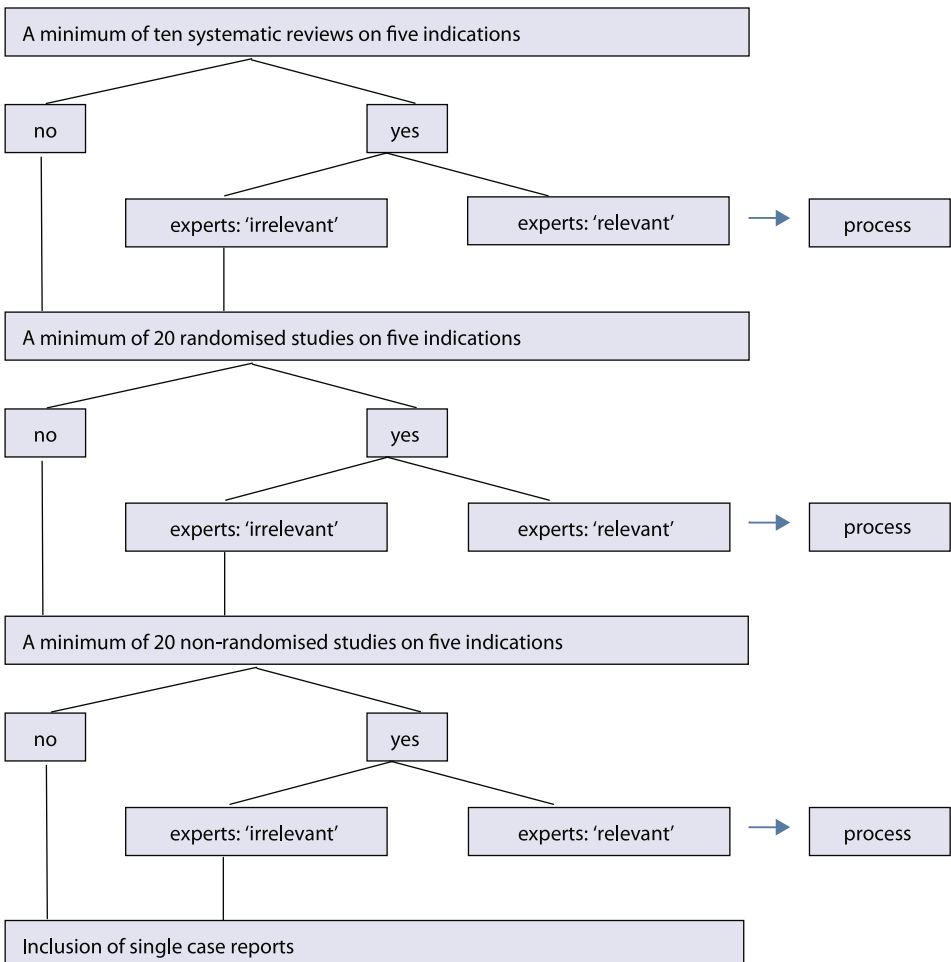 A minimum of ten systematic reviews on five indications
no
yes
experts: ‘irrelevant’
experts: ‘relevant’
process
A minimum of 20 randomised studies on five indications
no
yes
experts: ‘irrelevant’
experts: ‘relevant’
process
A minimum of 20 non-randomised studies on five indications
no
yes
experts: ‘irrelevant’
experts: ‘relevant’
process
Inclusion of single case reports